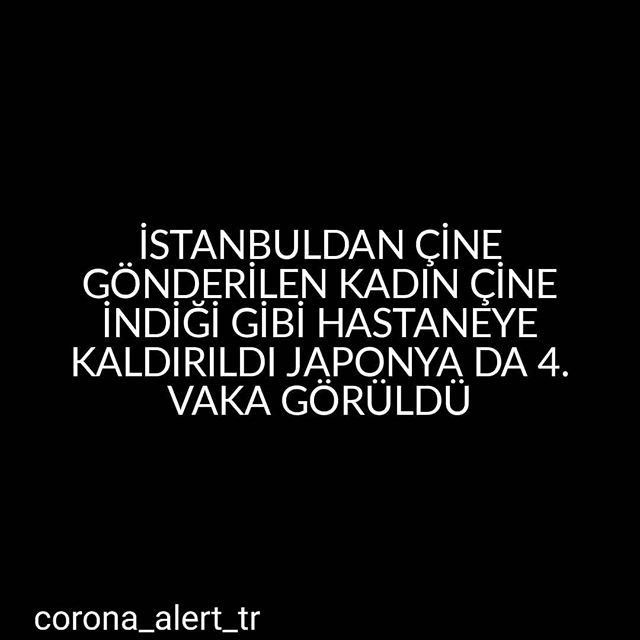 İSTANBULDAN ÇİNE
GÖNDERİLEN KADIN ÇİNE
İNDİĞİ GİBİ HASTANEYE
KALDIRILDI JAPONYA DA 4.
VAKA GÖRÜLDÜ
corona_alert_tr